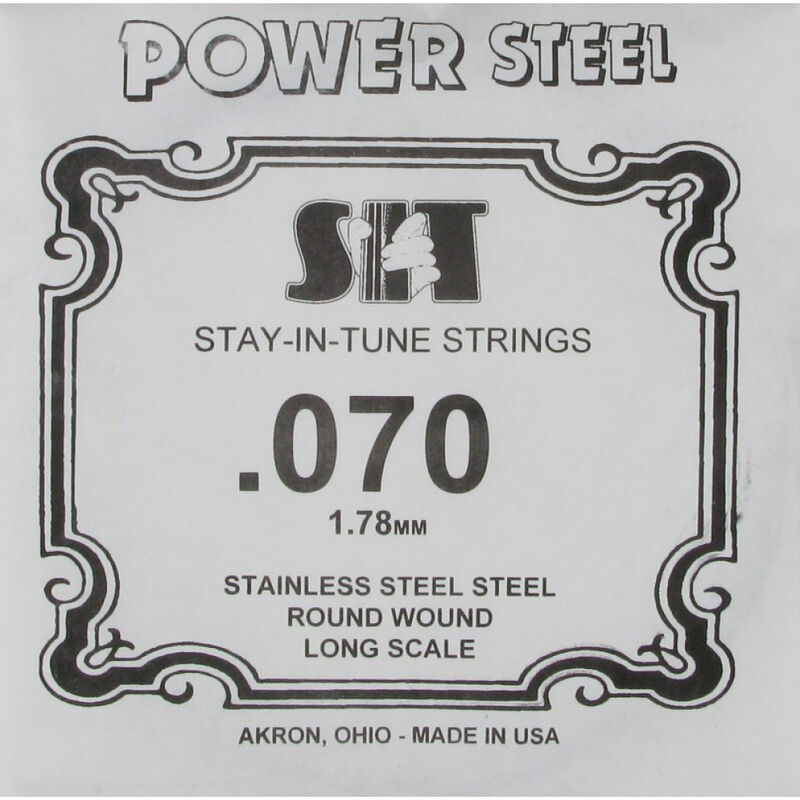 POWER STEEL
SIT
STAY-IN-TUNE STRINGS
.070
1.78MM
STAINLESS STEEL STEEL
ROUND WOUND
LONG SCALE
AKRON, OHIO - MADE IN USA